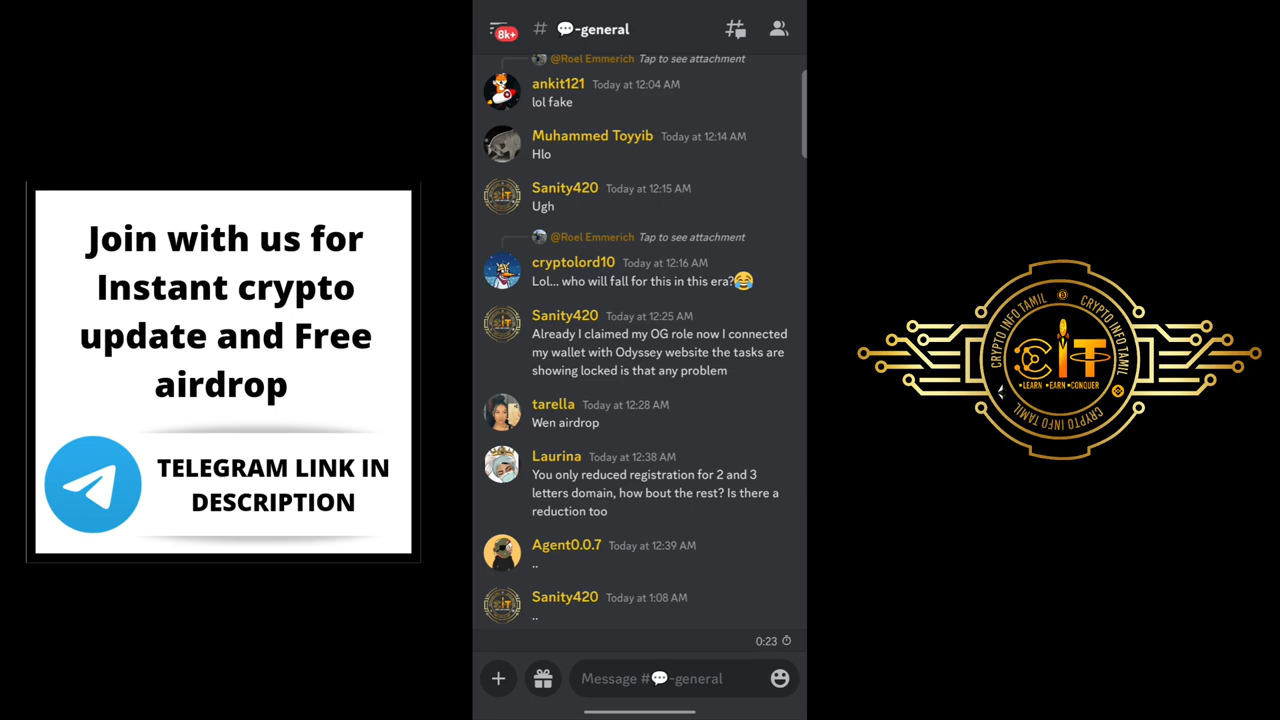 Join with us for
Instant crypto
update and Free
airdrop
TELEGRAM LINK IN
DESCRIPTION
8k+
# 💬-general
@Roel Emmerich Tap to see attachment
ankit121 Today at 12:04 AM
lol fake
Muhammed Toyyib Today at 12:14 AM
Hlo
Sanity420 Today at 12:15 AM
Ugh
@Roel Emmerich Tap to see attachment
cryptolord10 Today at 12:16 AM
Lol... who will fall for this in this era?😂
Sanity420 Today at 12:25 AM
Already I claimed my OG role now I connected
my wallet with Odyssey website the tasks are
showing locked is that any problem
tarella Today at 12:28 AM
Wen airdrop
Laurina Today at 12:38 AM
You only reduced registration for 2 and 3
letters domain, how bout the rest? Is there a
reduction too
Agent0.0.7 Today at 12:39 AM
..
Sanity420 Today at 1:08 AM
..
0:23
Message #💬-general
CRYPTO INFO TAMIL
CRYPTO INFO TAMIL
CIT
•LEARN •EARN •CONQUER
CRYPTO INFO TAMIL